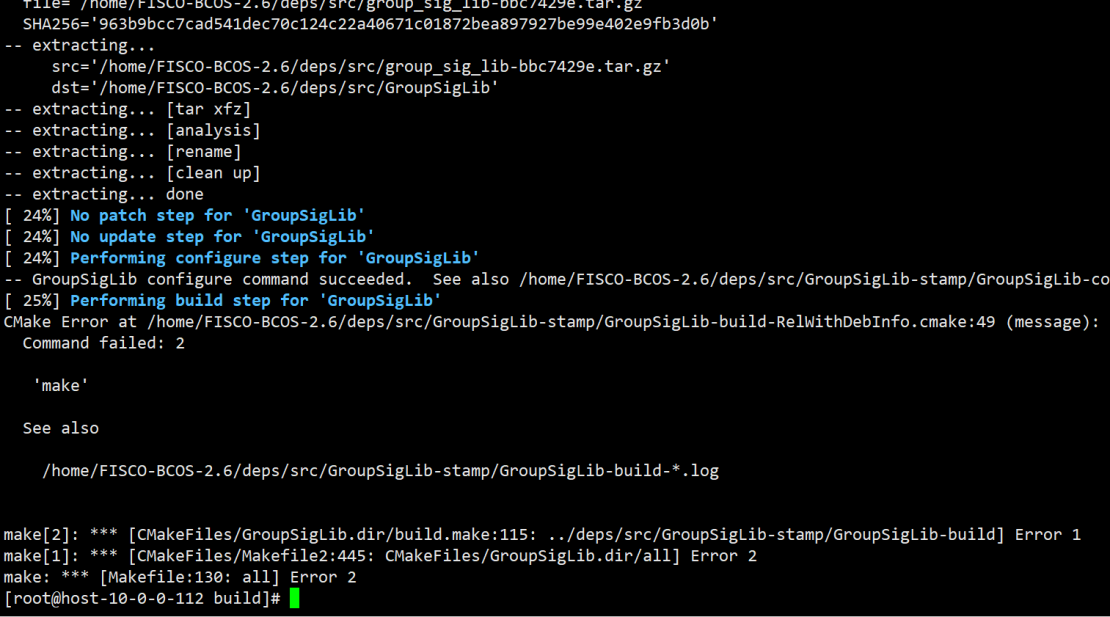 file='/home/FISCO-BCOS-2.6/deps/src/group_sig_lib-bbc7429e.tar.gz'
SHA256='963b9bcc7cad541dec70c124c22a40671c01872bea897927be99e402e9fb3d0b'
-- extracting...
src='/home/FISCO-BCOS-2.6/deps/src/group_sig_lib-bbc7429e.tar.gz'
dst='/home/FISCO-BCOS-2.6/deps/src/GroupSigLib'
-- extracting... [tar xfz]
-- extracting... [analysis]
-- extracting... [rename]
-- extracting... [clean up]
-- extracting... done
[ 24%] No patch step for 'GroupSigLib'
[ 24%] No update step for 'GroupSigLib'
[ 24%] Performing configure step for 'GroupSigLib'
-- GroupSigLib configure command succeeded.  See also /home/FISCO-BCOS-2.6/deps/src/GroupSigLib-stamp/GroupSigLib-co
[ 25%] Performing build step for 'GroupSigLib'
CMake Error at /home/FISCO-BCOS-2.6/deps/src/GroupSigLib-stamp/GroupSigLib-build-RelWithDebInfo.cmake:49 (message):
Command failed: 2
'make'
See also
/home/FISCO-BCOS-2.6/deps/src/GroupSigLib-stamp/GroupSigLib-build-*.log
make[2]: *** [CMakeFiles/GroupSigLib.dir/build.make:115: ../deps/src/GroupSigLib-stamp/GroupSigLib-build] Error 1
make[1]: *** [CMakeFiles/Makefile2:445: CMakeFiles/GroupSigLib.dir/all] Error 2
make: *** [Makefile:130: all] Error 2
[root@host-10-0-0-112 build]#